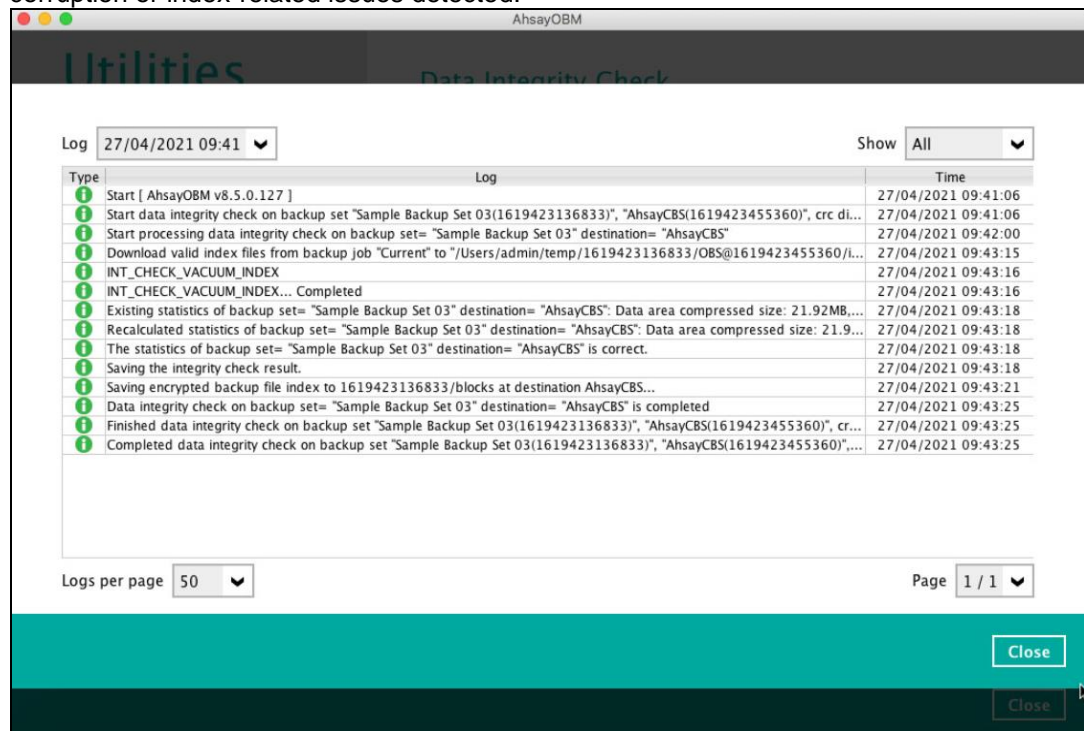 corruption or index-related issues detected.
AhsayOBM
Utilities
Data Integrity Check
Log 27/04/2021 09:41 Show All
Type Log Time
Start [ AhsayOBM v8.5.0.127 ] 27/04/2021 09:41:06
Start data integrity check on backup set "Sample Backup Set 03(1619423136833)", "AhsayCBS(1619423455360)", crc di... 27/04/2021 09:41:06
Start processing data integrity check on backup set= "Sample Backup Set 03" destination= "AhsayCBS" 27/04/2021 09:42:00
Download valid index files from backup job "Current" to "/Users/admin/temp/1619423136833/OBS@1619423455360/i... 27/04/2021 09:43:15
INT_CHECK_VACUUM_INDEX 27/04/2021 09:43:16
INT_CHECK_VACUUM_INDEX... Completed 27/04/2021 09:43:16
Existing statistics of backup set= "Sample Backup Set 03" destination= "AhsayCBS": Data area compressed size: 21.92MB,... 27/04/2021 09:43:18
Recalculated statistics of backup set= "Sample Backup Set 03" destination= "AhsayCBS": Data area compressed size: 21.9... 27/04/2021 09:43:18
The statistics of backup set= "Sample Backup Set 03" destination= "AhsayCBS" is correct. 27/04/2021 09:43:18
Saving the integrity check result. 27/04/2021 09:43:18
Saving encrypted backup file index to 1619423136833/blocks at destination AhsayCBS... 27/04/2021 09:43:21
Data integrity check on backup set= "Sample Backup Set 03" destination= "AhsayCBS" is completed 27/04/2021 09:43:25
Finished data integrity check on backup set "Sample Backup Set 03(1619423136833)", "AhsayCBS(1619423455360)", cr... 27/04/2021 09:43:25
Completed data integrity check on backup set "Sample Backup Set 03(1619423136833)", "AhsayCBS(1619423455360)",... 27/04/2021 09:43:25
Logs per page 50 Page 1 / 1
Close
Close